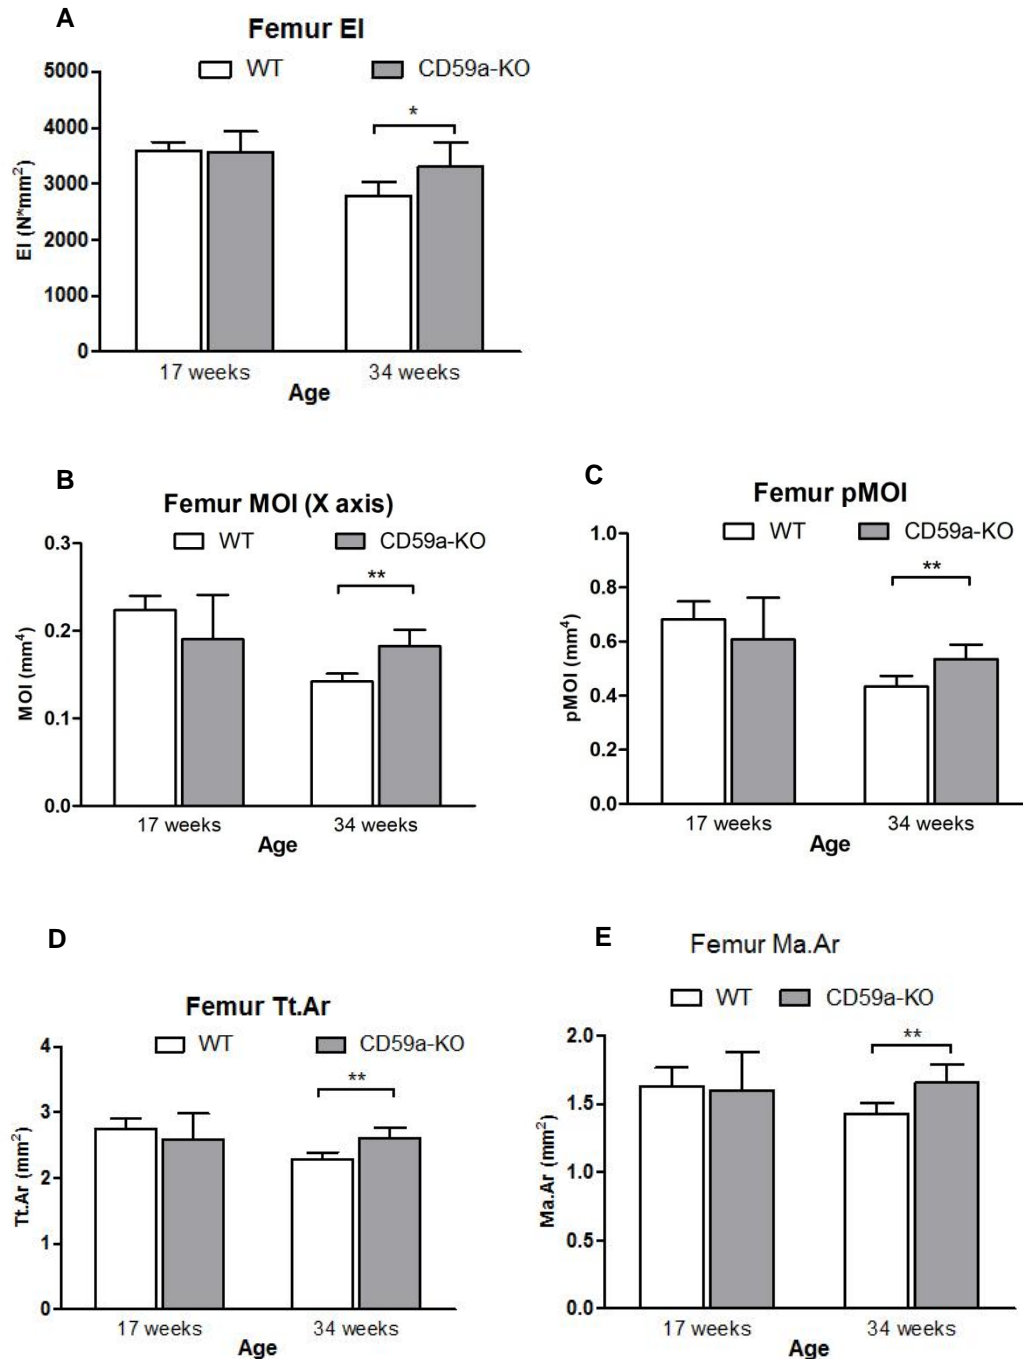 A
Femur EI
WT CD59a-KO
5000
4000
3000
2000
1000
0
EI (N*mm²)
*
17 weeks 34 weeks
Age
B
Femur MOI (X axis)
WT CD59a-KO
0.3
0.2
0.1
0.0
MOI (mm⁴)
**
17 weeks 34 weeks
Age
C
Femur pMOI
WT CD59a-KO
1.0
0.8
0.6
0.4
0.2
0.0
pMOI (mm⁴)
**
17 weeks 34 weeks
Age
D
Femur Tt.Ar
WT CD59a-KO
4
3
2
1
0
Tt.Ar (mm²)
**
17 weeks 34 weeks
Age
E
Femur Ma.Ar
WT CD59a-KO
2.0
1.5
1.0
0.5
0.0
Ma.Ar (mm²)
**
17 weeks 34 weeks
Age